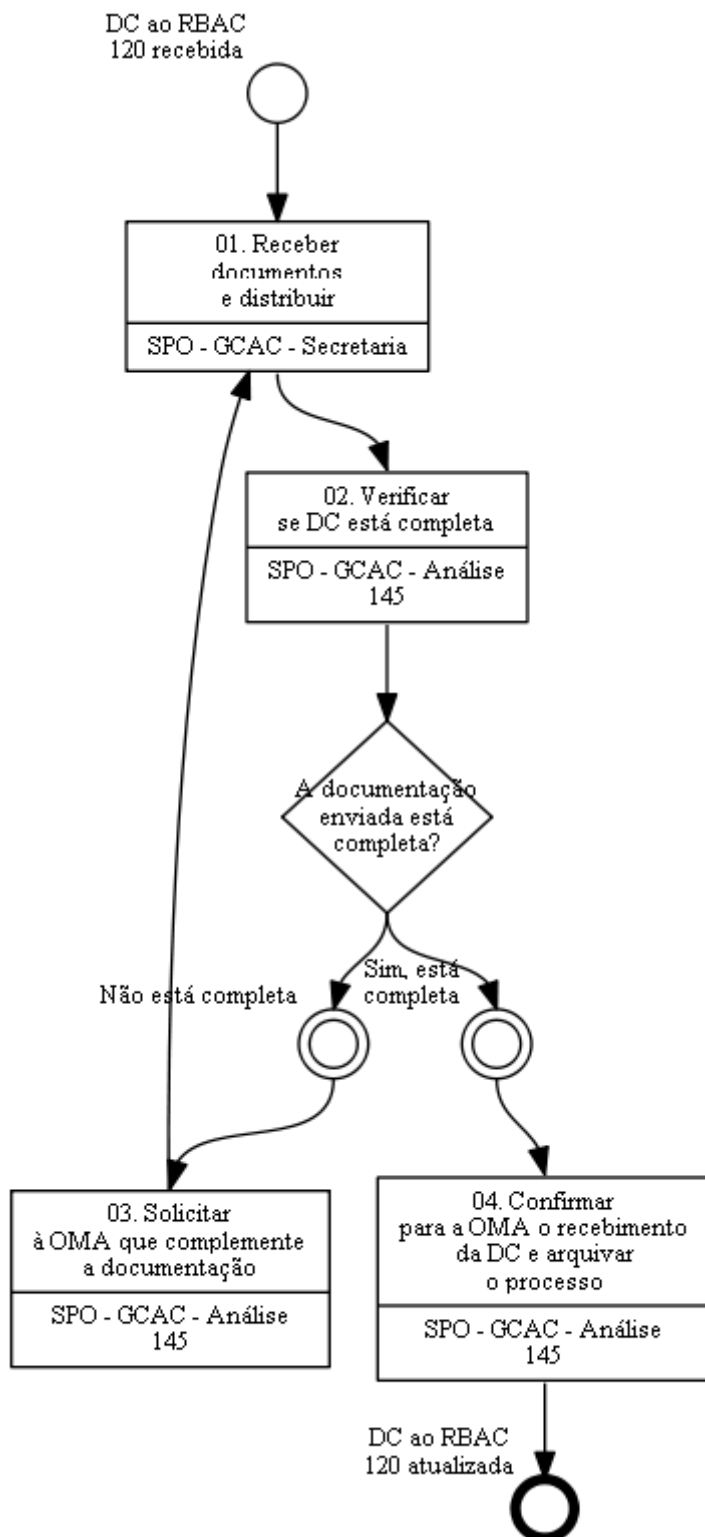 DC ao RBAC
120 recebida
01. Receber
documentos
e distribuir
SPO - GCAC - Secretaria
02. Verificar
se DC está completa
SPO - GCAC - Análise
145
A documentação
enviada está
completa?
Não está completa
Sim, está
completa
03. Solicitar
à OMA que complemente
a documentação
SPO - GCAC - Análise
145
04. Confirmar
para a OMA o recebimento
da DC e arquivar
o processo
SPO - GCAC - Análise
145
DC ao RBAC
120 atualizada